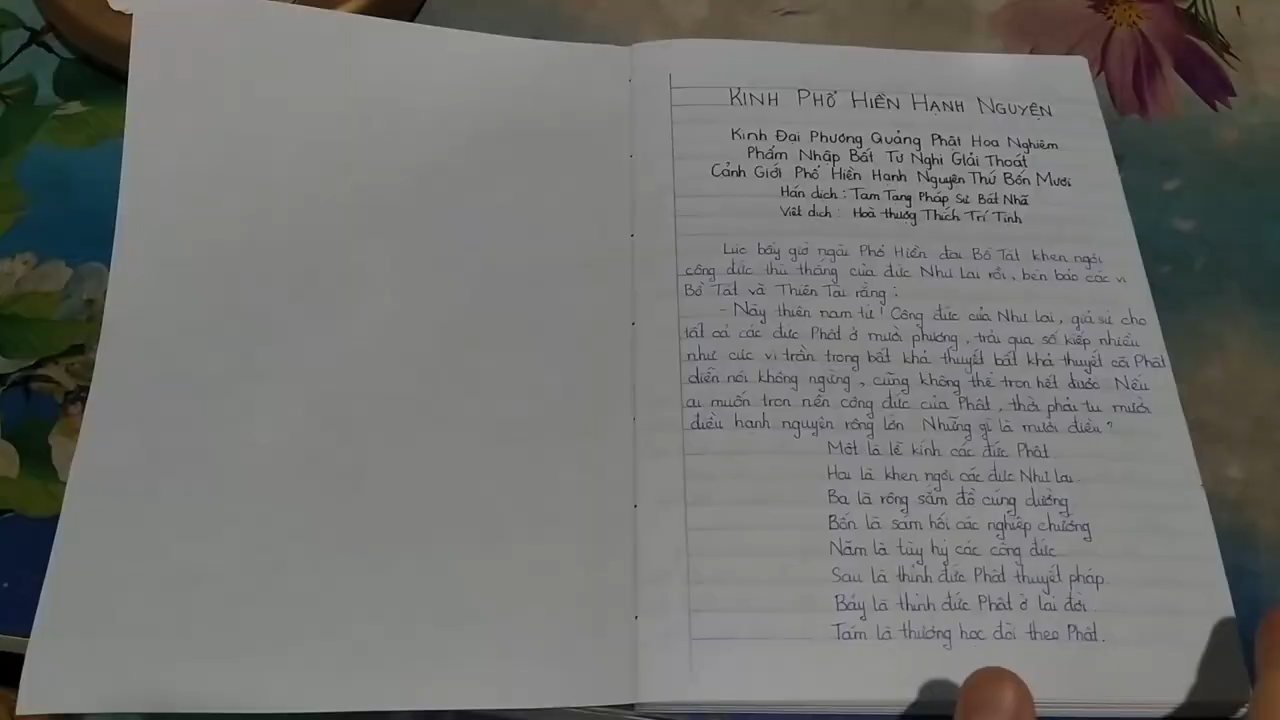 KINH PHỔ HIỀN HẠNH NGUYỆN
Kinh Đại Phương Quảng Phật Hoa Nghiêm
Phẩm Nhập Bất Tư Nghì Giải Thoát
Cảnh Giới Phổ Hiền Hạnh Nguyện Thứ Bốn Mươi
Hán dịch: Tam Tạng Pháp Sư Bát Nhã
Việt dịch: Hoà thượng Thích Trí Tịnh
Lúc bấy giờ ngài Phổ Hiền đại Bồ Tát khen ngợi
công đức thù thắng của đức Như Lai rồi, bèn bảo các vị
Bồ Tát và Thiện Tài rằng:
- Này thiện nam tử! Công đức của Như Lai, giả sử cho
tất cả các đức Phật ở mười phương, trải qua số kiếp nhiều
như cực vi trần trong bất khả thuyết bất khả thuyết cõi Phật
diễn nói không ngừng, cũng không thể trọn hết được. Nếu
ai muốn trọn nên công đức của Phật, thời phải tu mười
điều hạnh nguyện rộng lớn. Những gì là mười điều?
Một là lễ kính các đức Phật.
Hai là khen ngợi các đức Như Lai.
Ba là rộng sắm đồ cúng dường
Bốn là sám hối các nghiệp chướng
Năm là tùy hỷ các công đức
Sáu là thỉnh đức Phật thuyết pháp.
Bảy là thỉnh đức Phật ở lại đời.
Tám là thường học đòi theo Phật.